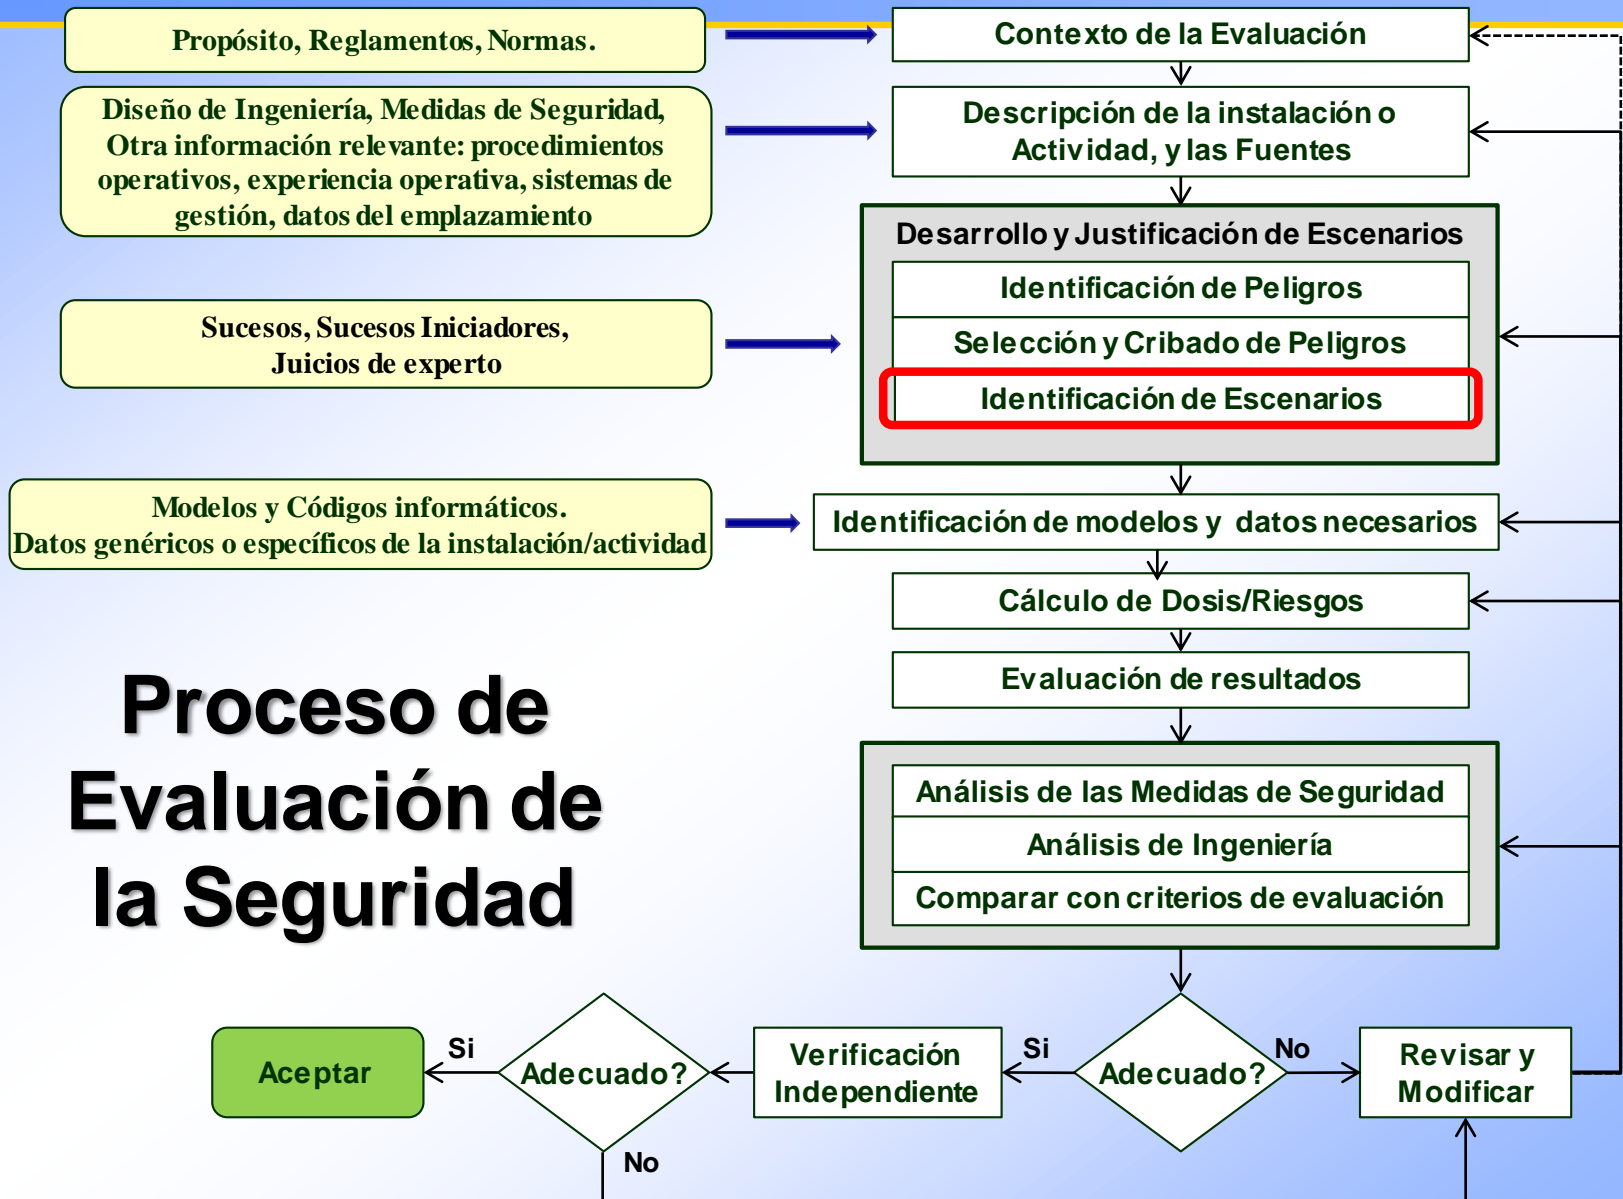 Propósito, Reglamentos, Normas.
Contexto de la Evaluación
Diseño de Ingeniería, Medidas de Seguridad,
Otra información relevante: procedimientos
operativos, experiencia operativa, sistemas de
gestión, datos del emplazamiento
Descripción de la instalación o
Actividad, y las Fuentes
Desarrollo y Justificación de Escenarios
Identificación de Peligros
Selección y Cribado de Peligros
Identificación de Escenarios
Sucesos, Sucesos Iniciadores,
Juicios de experto
Modelos y Códigos informáticos.
Datos genéricos o específicos de la instalación/actividad
Identificación de modelos y datos necesarios
Cálculo de Dosis/Riesgos
Evaluación de resultados
Proceso de
Evaluación de
la Seguridad
Análisis de las Medidas de Seguridad
Análisis de Ingeniería
Comparar con criterios de evaluación
Aceptar
Si
Adecuado?
No
Verificación
Independiente
Si
Adecuado?
No
Revisar y
Modificar